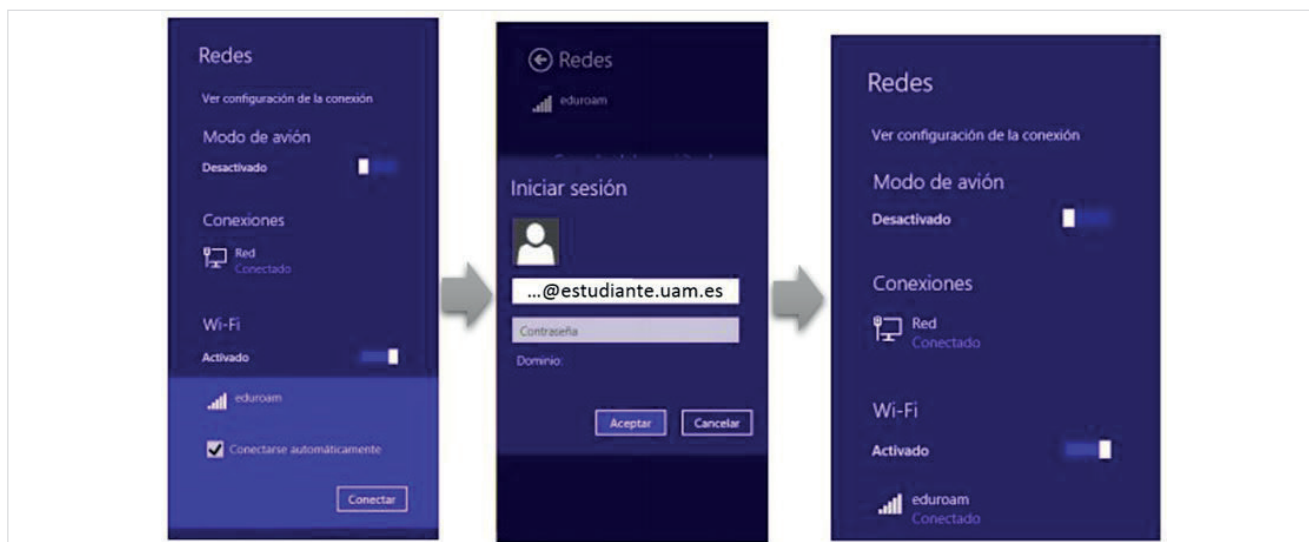 Redes
Ver configuración de la conexión
Modo de avión
Desactivado
Conexiones
Red
Conectado
Wi-Fi
Activado
eduroam
Conectarse automáticamente
Conectar
Redes
eduroam
Iniciar sesión
...@estudiante.uam.es
Contraseña
Dominio:
Aceptar
Cancelar
Redes
Ver configuración de la conexión
Modo de avión
Desactivado
Conexiones
Red
Conectado
Wi-Fi
Activado
eduroam
Conectado